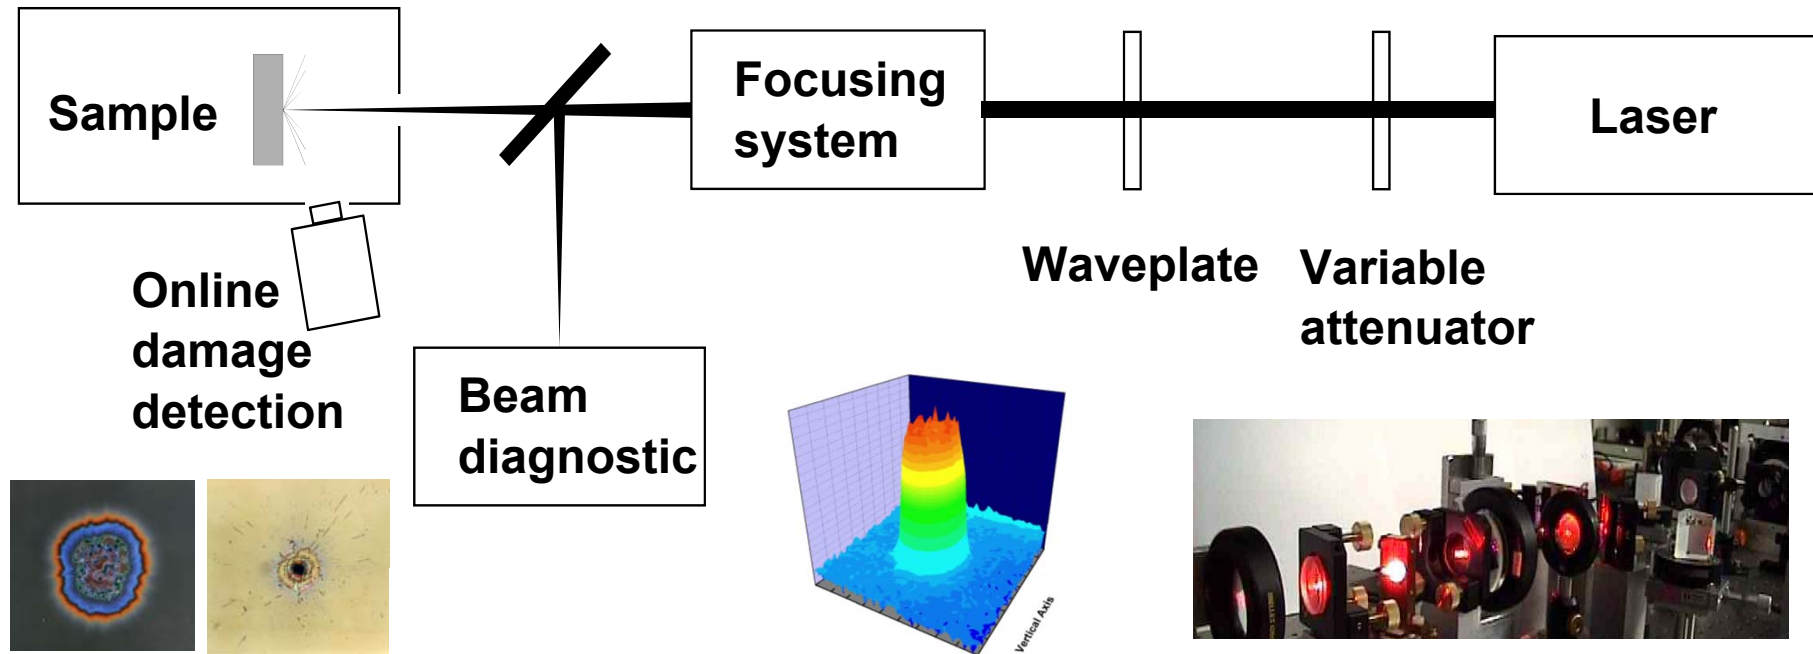 Sample
Focusing
system
Laser
Waveplate
Variable
attenuator
Online
damage
detection
Beam
diagnostic
Vertical Axis